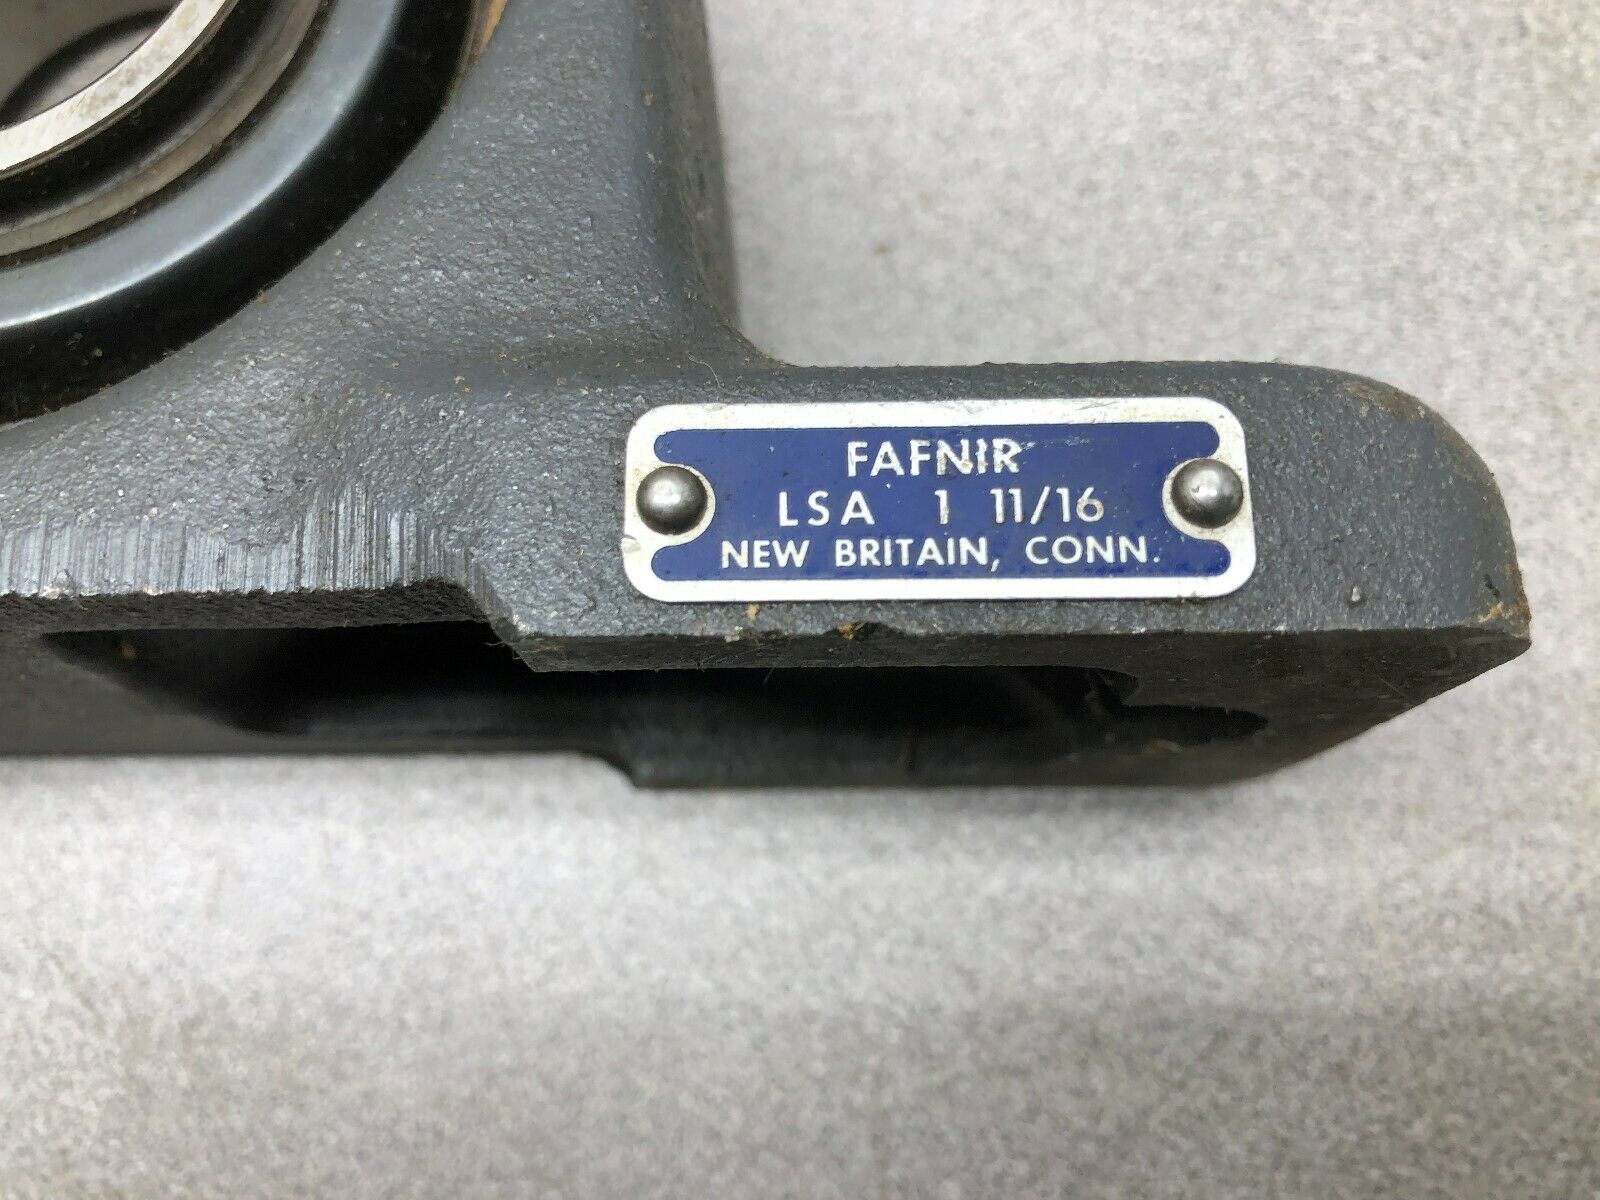 FAFNIR
LSA 1 11/16
NEW BRITAIN, CONN.